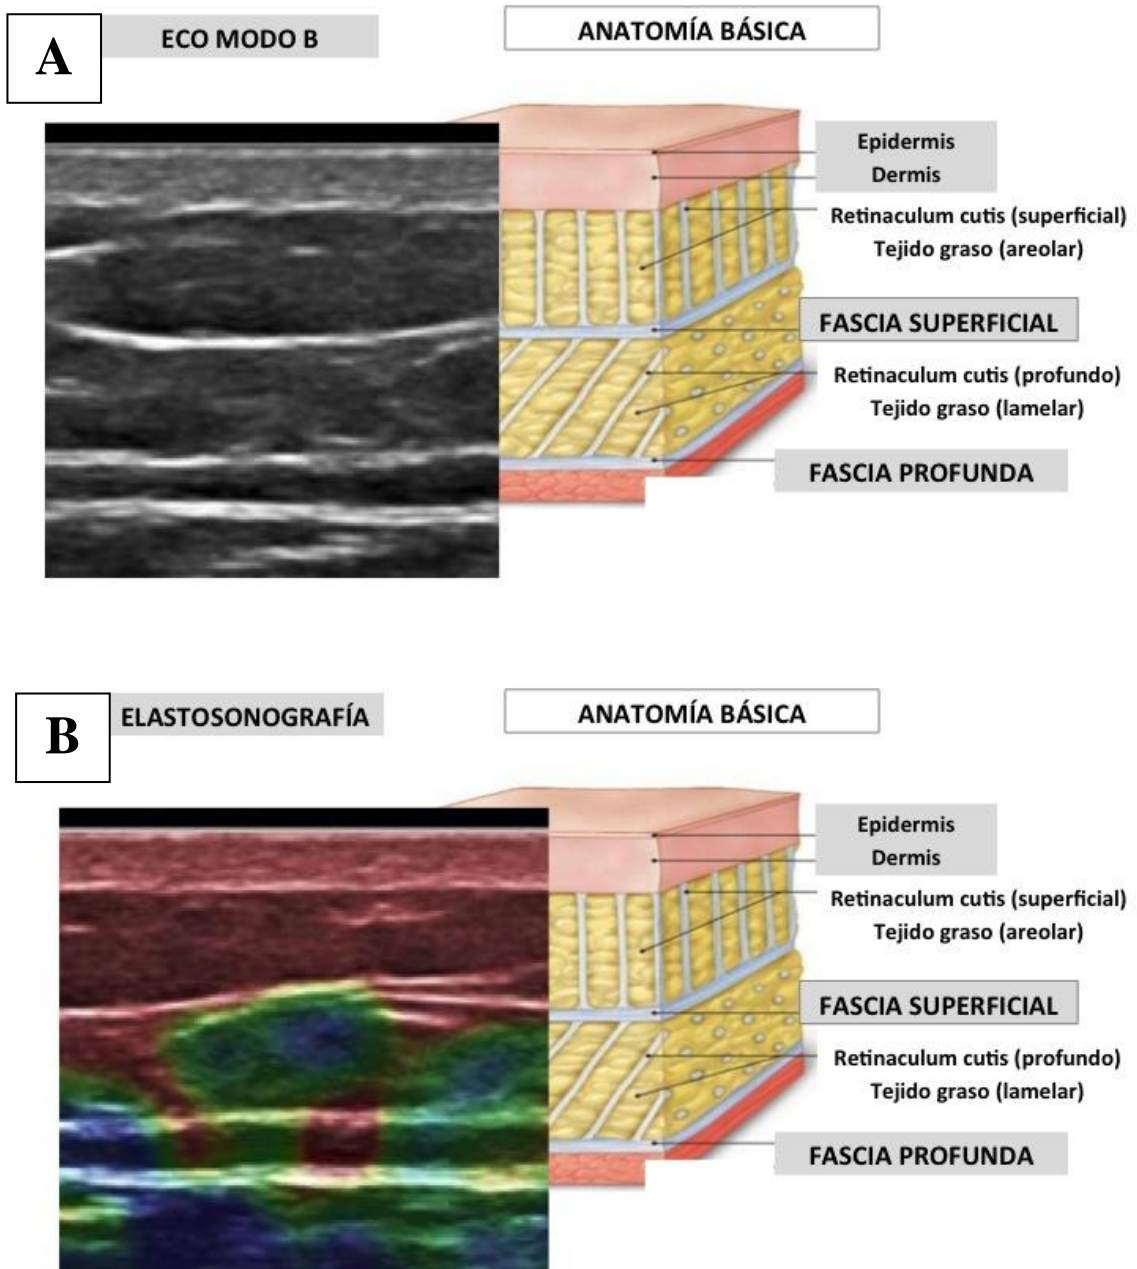 A
ECO MODO B
ANATOMÍA BÁSICA
Epidermis
Dermis
Retinaculum cutis (superficial)
Tejido graso (areolar)
FASCIA SUPERFICIAL
Retinaculum cutis (profundo)
Tejido graso (lamelar)
FASCIA PROFUNDA
B
ELASTOSONOGRAFÍA
ANATOMÍA BÁSICA
Epidermis
Dermis
Retinaculum cutis (superficial)
Tejido graso (areolar)
FASCIA SUPERFICIAL
Retinaculum cutis (profundo)
Tejido graso (lamelar)
FASCIA PROFUNDA